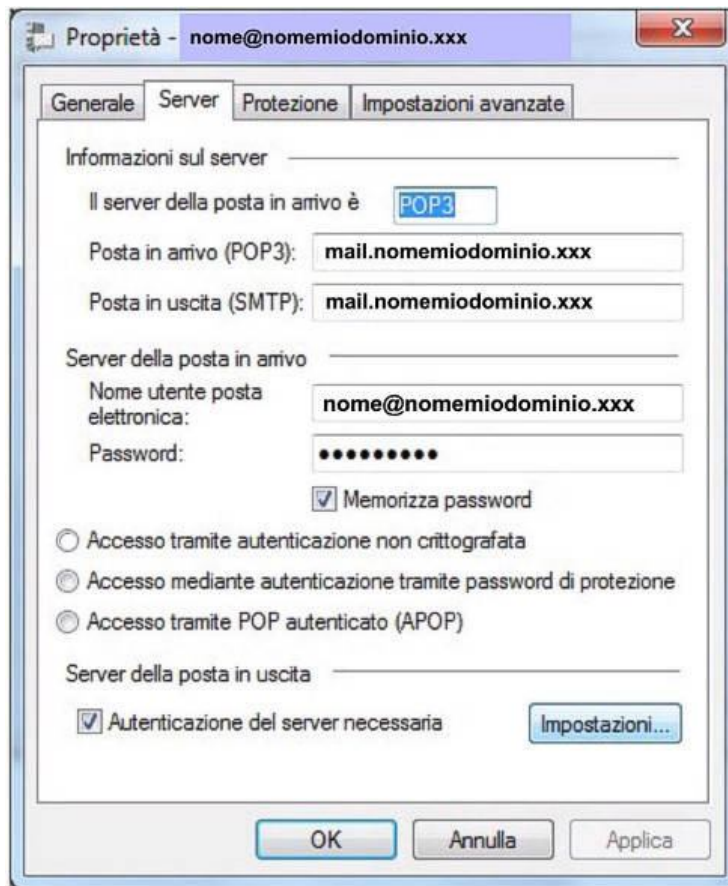 Proprietà - nome@nomemiodominio.xxx
Generale Server Protezione Impostazioni avanzate
Informazioni sul server
Il server della posta in arrivo è POP3
Posta in arrivo (POP3): mail.nomemiodominio.xxx
Posta in uscita (SMTP): mail.nomemiodominio.xxx
Server della posta in arrivo
Nome utente posta
elettronica: nome@nomemiodominio.xxx
Password: •••••••••
Memorizza password
Accesso tramite autenticazione non crittografata
Accesso mediante autenticazione tramite password di protezione
Accesso tramite POP autenticato (APOP)
Server della posta in uscita
Autenticazione del server necessaria Impostazioni...
OK Annulla Applica